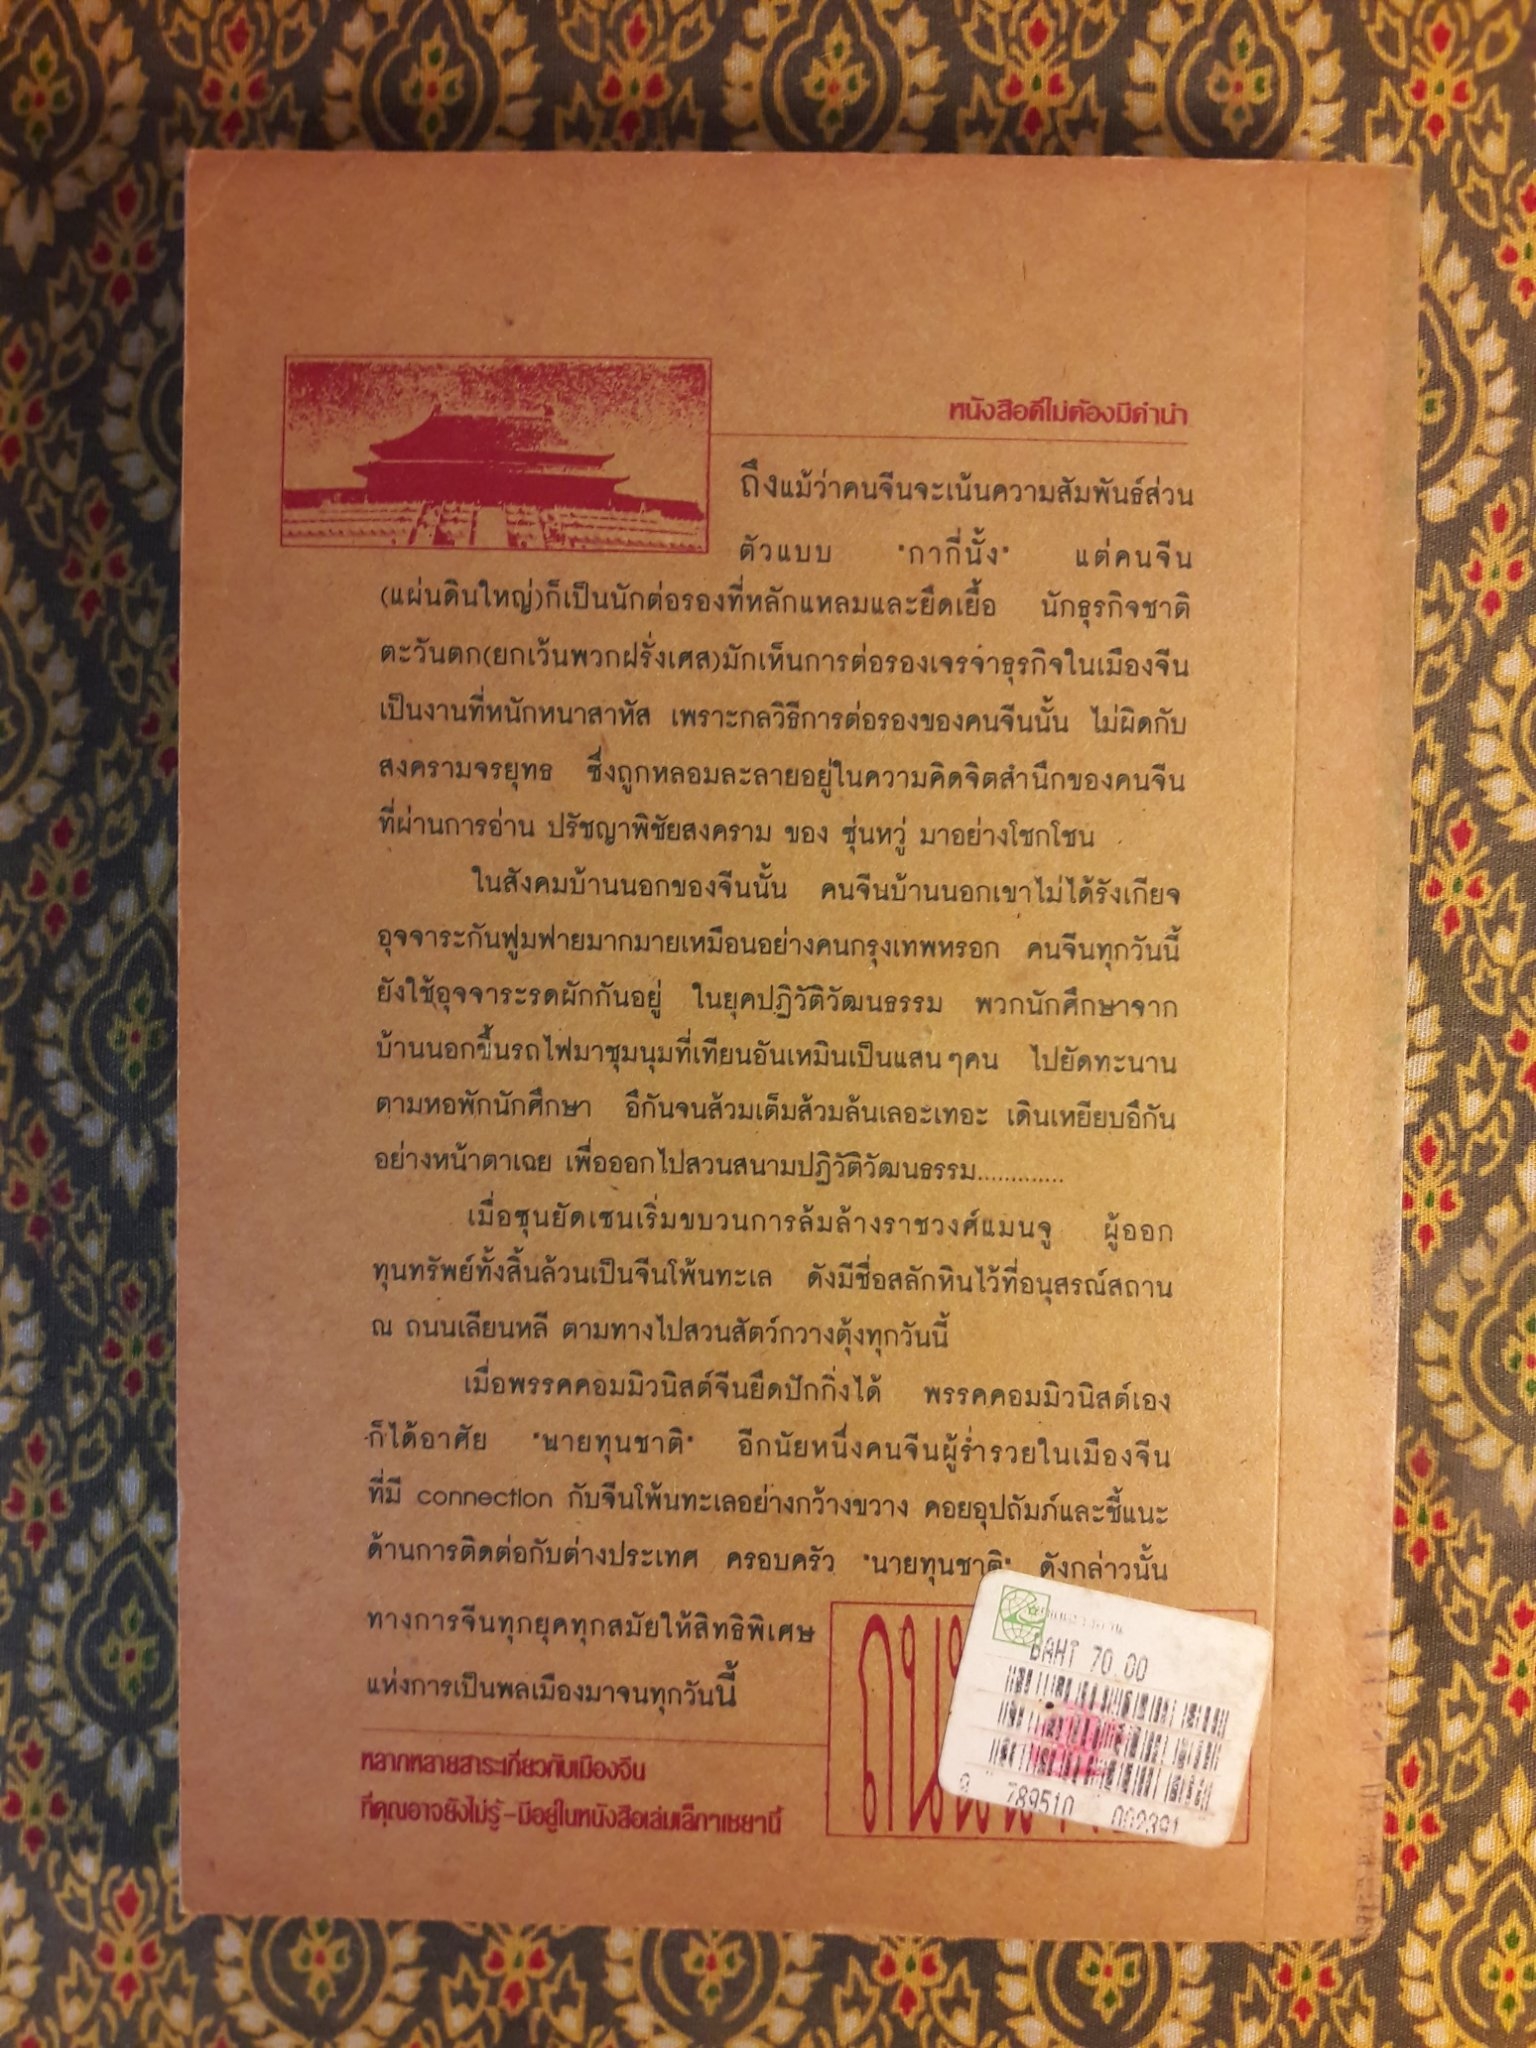 หนังสือดีไม่ต้องมีคำนำ
ถึงแม้ว่าคนจีนจะเน้นความสัมพันธ์ส่วน
ตัวแบบ "กากี่นั้ง" แต่คนจีน
(แผ่นดินใหญ่)ก็เป็นนักต่อรองที่หลักแหลมและยืดเยื้อ นักธุรกิจชาติ
ตะวันตก(ยกเว้นพวกฝรั่งเศส)มักเห็นการต่อรองเจรจาธุรกิจในเมืองจีน
เป็นงานที่หนักหนาสาหัส เพราะกลวิธีการต่อรองของคนจีนนั้น ไม่ผิดกับ
สงครามจรยุทธ ซึ่งถูกหลอมละลายอยู่ในความคิดจิตสำนึกของคนจีน
ที่ผ่านการอ่าน ปรัชญาพิชัยสงคราม ของ ซุ่นหวู่ มาอย่างโชกโชน
ในสังคมบ้านนอกของจีนนั้น คนจีนบ้านนอกเขาไม่ได้รังเกียจ
อุจจาระกันฟูมฟายมากมายเหมือนอย่างคนกรุงเทพหรอก คนจีนทุกวันนี้
ยังใช้อุจจาระรดผักกันอยู่ ในยุคปฏิวัติวัฒนธรรม พวกนักศึกษาจาก
บ้านนอกขึ้นรถไฟมาชุมนุมที่เทียนอันเหมินเป็นแสนๆคน ไปยัดทะนาน
ตามหอพักนักศึกษา อึกันจนส้วมเต็มส้วมล้นเลอะเทอะ เดินเหยียบอึกัน
อย่างหน้าตาเฉย เพื่อออกไปสวนสนามปฏิวัติวัฒนธรรม.............
เมื่อซุนยัดเซนเริ่มขบวนการล้มล้างราชวงศ์แมนจู ผู้ออก
ทุนทรัพย์ทั้งสิ้นล้วนเป็นจีนโพ้นทะเล ดังมีชื่อสลักหินไว้ที่อนุสรณ์สถาน
ณ ถนนเลียนหลี ตามทางไปสวนสัตว์กวางตุ้งทุกวันนี้
เมื่อพรรคคอมมิวนิสต์จีนยึดปักกิ่งได้ พรรคคอมมิวนิสต์เอง
ก็ได้อาศัย "นายทุนชาติ" อีกนัยหนึ่งคนจีนผู้ร่ำรวยในเมืองจีน
ที่มี connection กับจีนโพ้นทะเลอย่างกว้างขวาง คอยอุปถัมภ์และชี้แนะ
ด้านการติดต่อกับต่างประเทศ ครอบครัว "นายทุนชาติ" ดังกล่าวนั้น
ทางการจีนทุกยุคทุกสมัยให้สิทธิพิเศษ
แห่งการเป็นพลเมืองมาจนทุกวันนี้
BAHT 70.00
9 789510 002391
หลากหลายสาระเกี่ยวกับเมืองจีน
ที่คุณอาจยังไม่รู้-มีอยู่ในหนังสือเล่มเล็กาเชยานี้